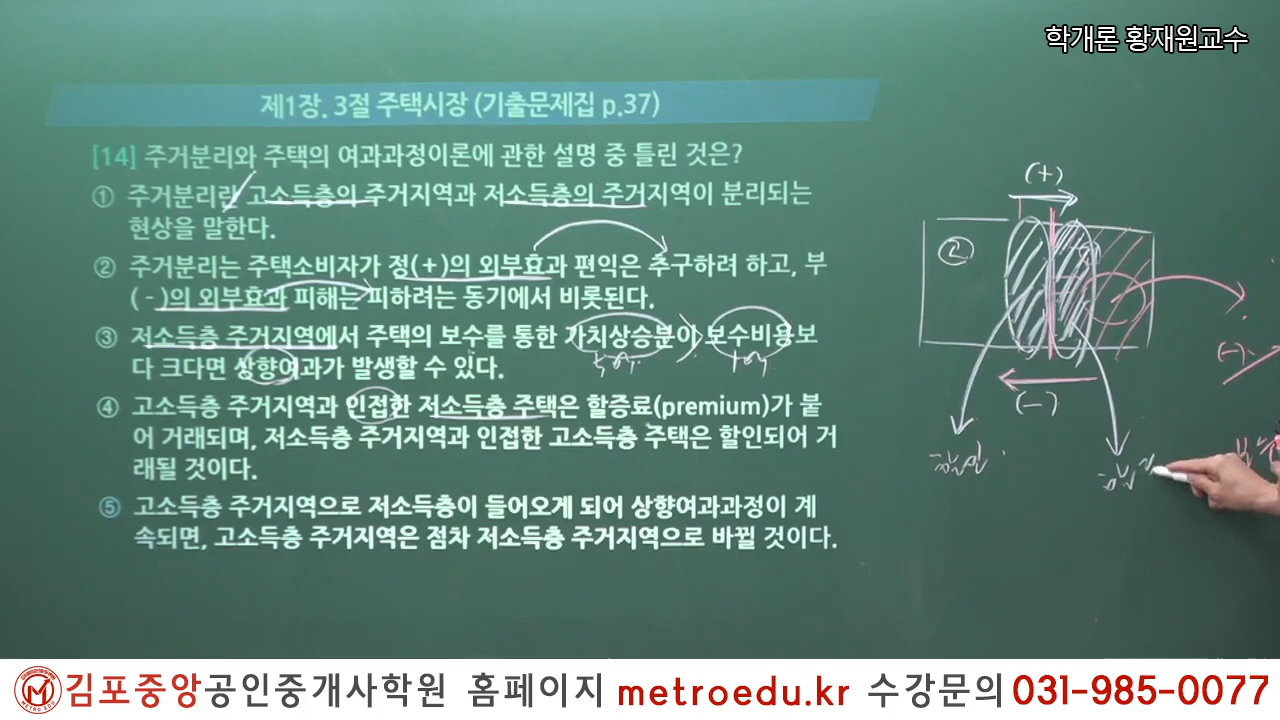 학개론 황재원교수
제1장. 3절 주택시장 (기출문제집 p.37)
[14] 주거분리와 주택의 여과과정이론에 관한 설명 중 틀린 것은?
① 주거분리란 고소득층의 주거지역과 저소득층의 주거지역이 분리되는
현상을 말한다.
② 주거분리는 주택소비자가 정(+)의 외부효과 편익은 추구하려 하고, 부
(-)의 외부효과 피해는 피하려는 동기에서 비롯된다.
③ 저소득층 주거지역에서 주택의 보수를 통한 가치상승분이 보수비용보
다 크다면 상향여과가 발생할 수 있다.
④ 고소득층 주거지역과 인접한 저소득층 주택은 할증료(premium)가 붙
어 거래되며, 저소득층 주거지역과 인접한 고소득층 주택은 할인되어 거
래될 것이다.
⑤ 고소득층 주거지역으로 저소득층이 들어오게 되어 상향여과과정이 계
속되면, 고소득층 주거지역은 점차 저소득층 주거지역으로 바뀔 것이다.
(+)
②
(-)
(-)
김포중앙공인중개사학원 홈페이지 metroedu.kr 수강문의 031-985-0077